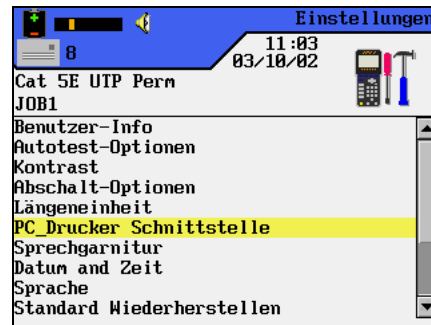 Einstellungen
8
11:03
03/10/02
Cat 5E UTP Perm
JOB1
Benutzer-Info
Autotest-Optionen
Kontrast
Abschalt-Optionen
Längeneinheit
PC_Drucker Schnittstelle
Sprechgarnitur
Datum and Zeit
Sprache
Standard Wiederherstellen